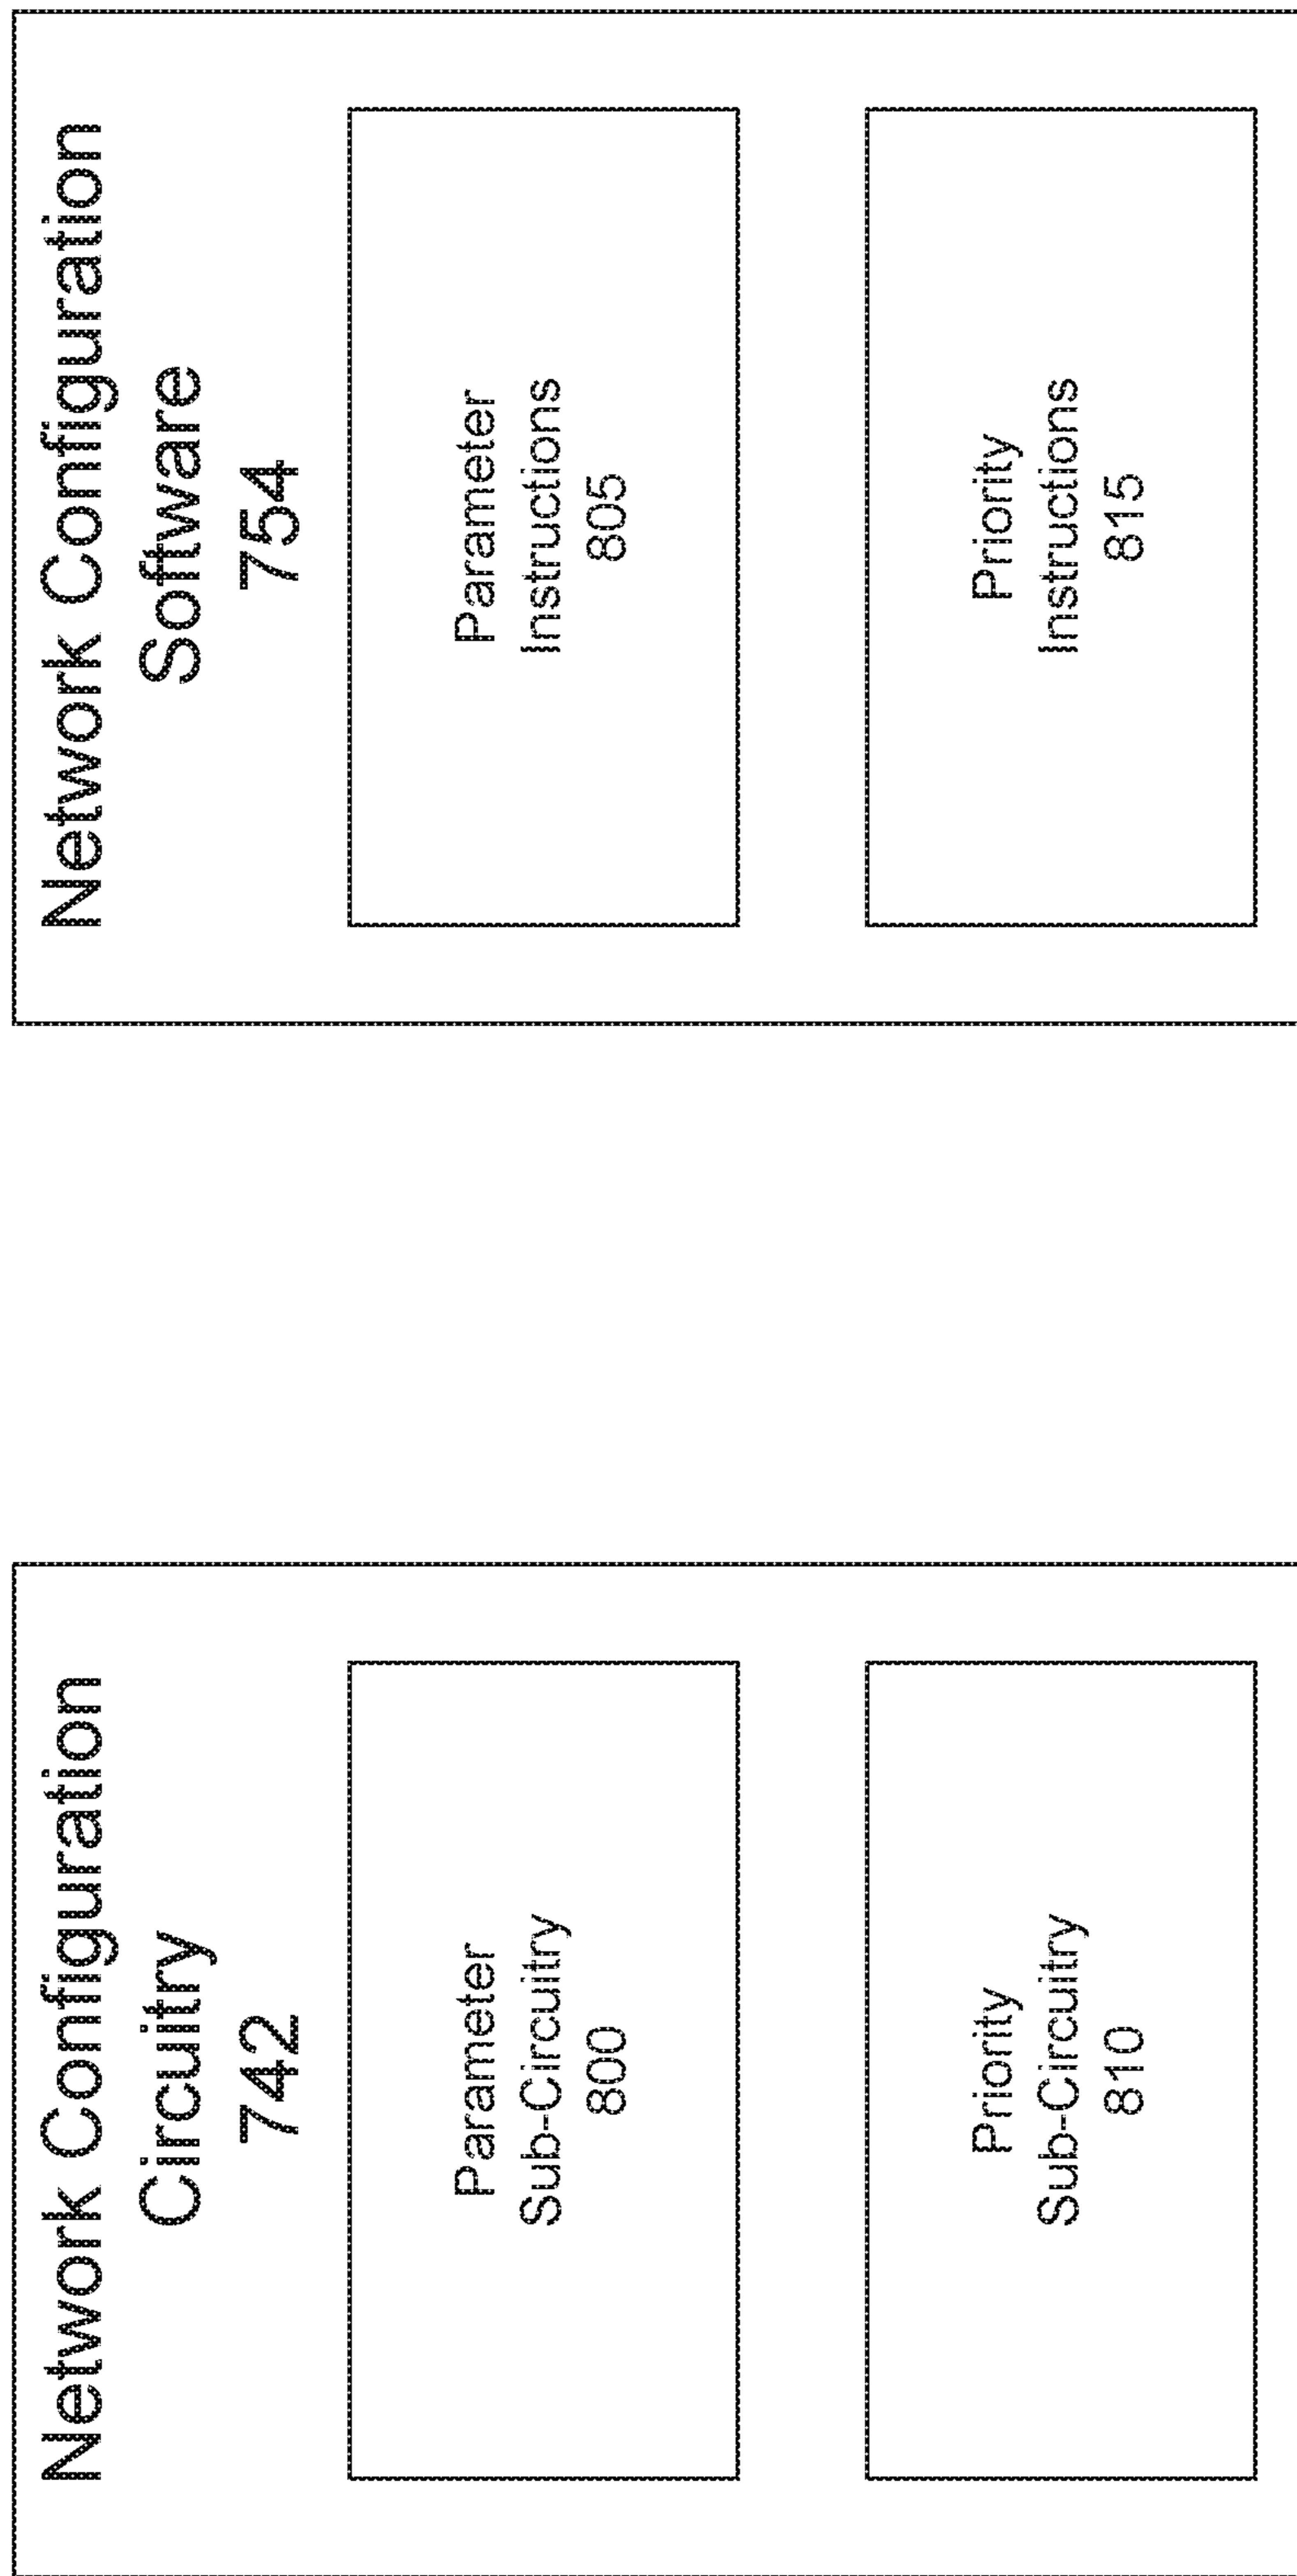 Network Configuration
Circuitry
742
Parameter
Sub-Circuitry
800
Priority
Sub-Circuitry
810
Network Configuration
Software
754
Parameter
Instructions
805
Priority
Instructions
815